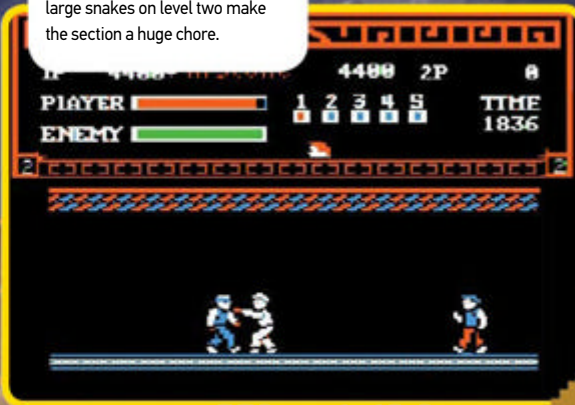 large snakes on level two make
the section a huge chore.
4400 2P 0
PLAYER 1 2 3 4 5 TIME
ENEMY 1836
2 2